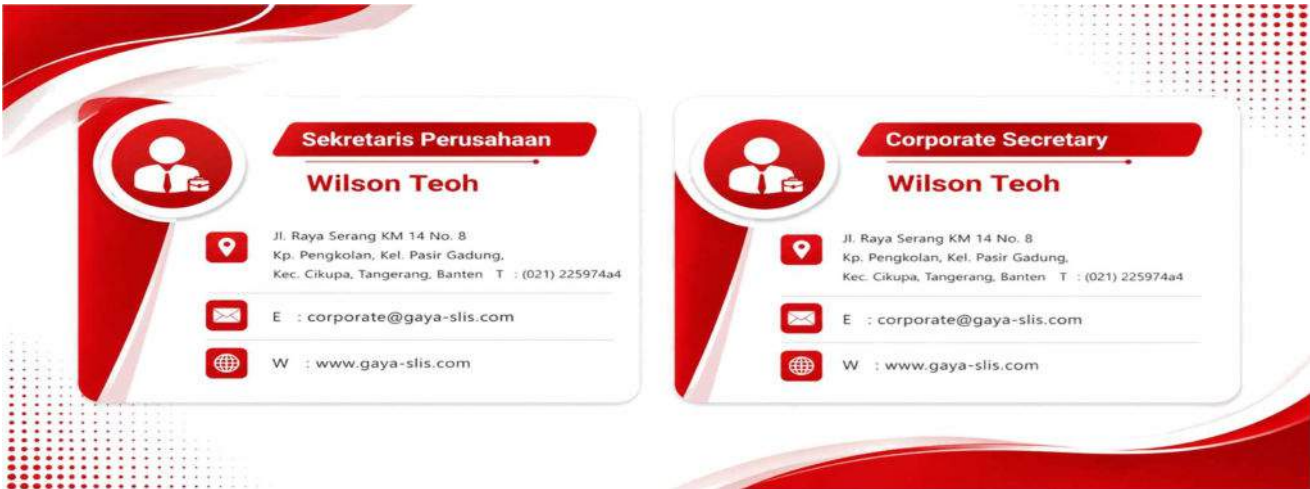 Sekretaris Perusahaan
Wilson Teoh
Jl. Raya Serang KM 14 No. 8
Kp. Pengkolan, Kel. Pasir Gadung,
Kec. Cikupa, Tangerang, Banten T : (021) 225974a4
E : corporate@gaya-slis.com
W : www.gaya-slis.com
Corporate Secretary
Wilson Teoh
Jl. Raya Serang KM 14 No. 8
Kp. Pengkolan, Kel. Pasir Gadung,
Kec. Cikupa, Tangerang, Banten T : (021) 225974a4
E : corporate@gaya-slis.com
W : www.gaya-slis.com